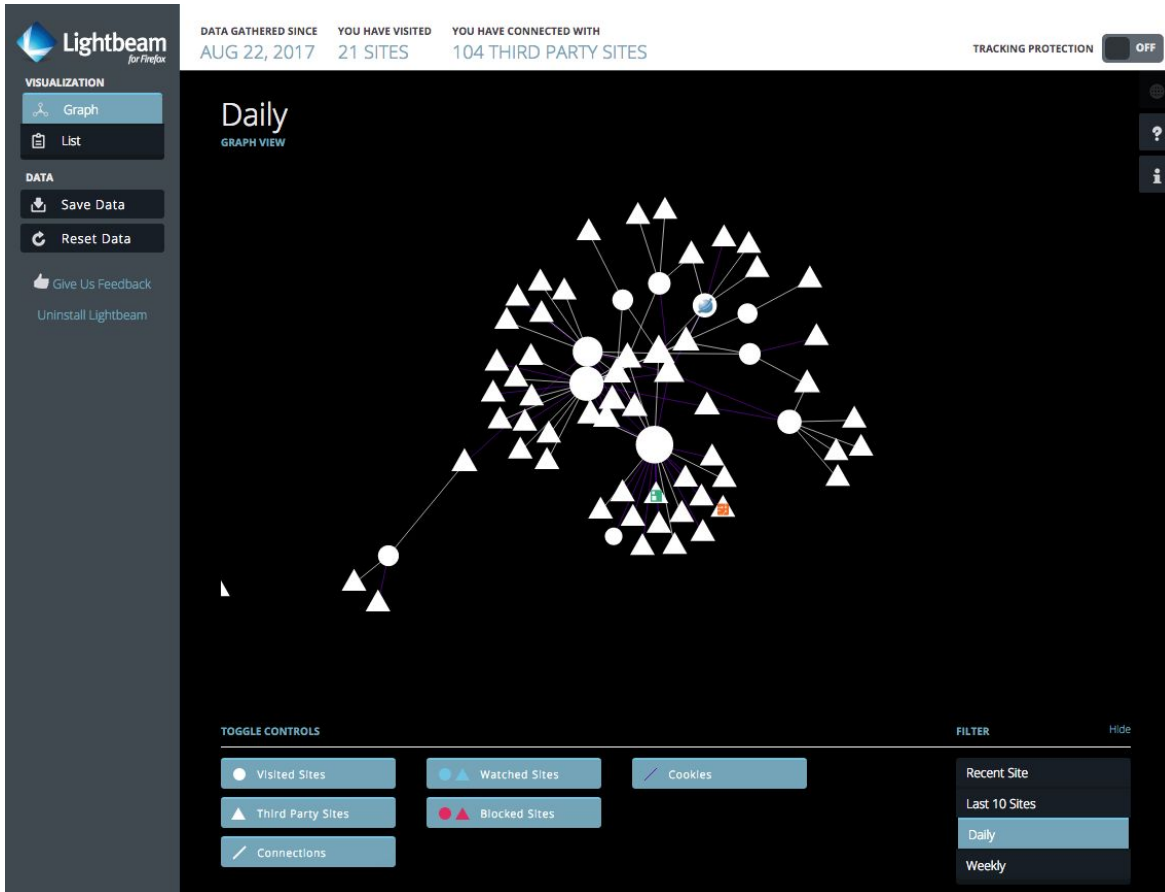 Lightbeam
for Firefox
DATA GATHERED SINCE
AUG 22, 2017
YOU HAVE VISITED
21 SITES
YOU HAVE CONNECTED WITH
104 THIRD PARTY SITES
TRACKING PROTECTION
OFF
VISUALIZATION
Graph
List
DATA
Save Data
Reset Data
Give Us Feedback
Uninstall Lightbeam
Daily
GRAPH VIEW
?
i
TOGGLE CONTROLS
Visited Sites
Watched Sites
Cookies
Third Party Sites
Blocked Sites
Connections
FILTER
Hide
Recent Site
Last 10 Sites
Daily
Weekly